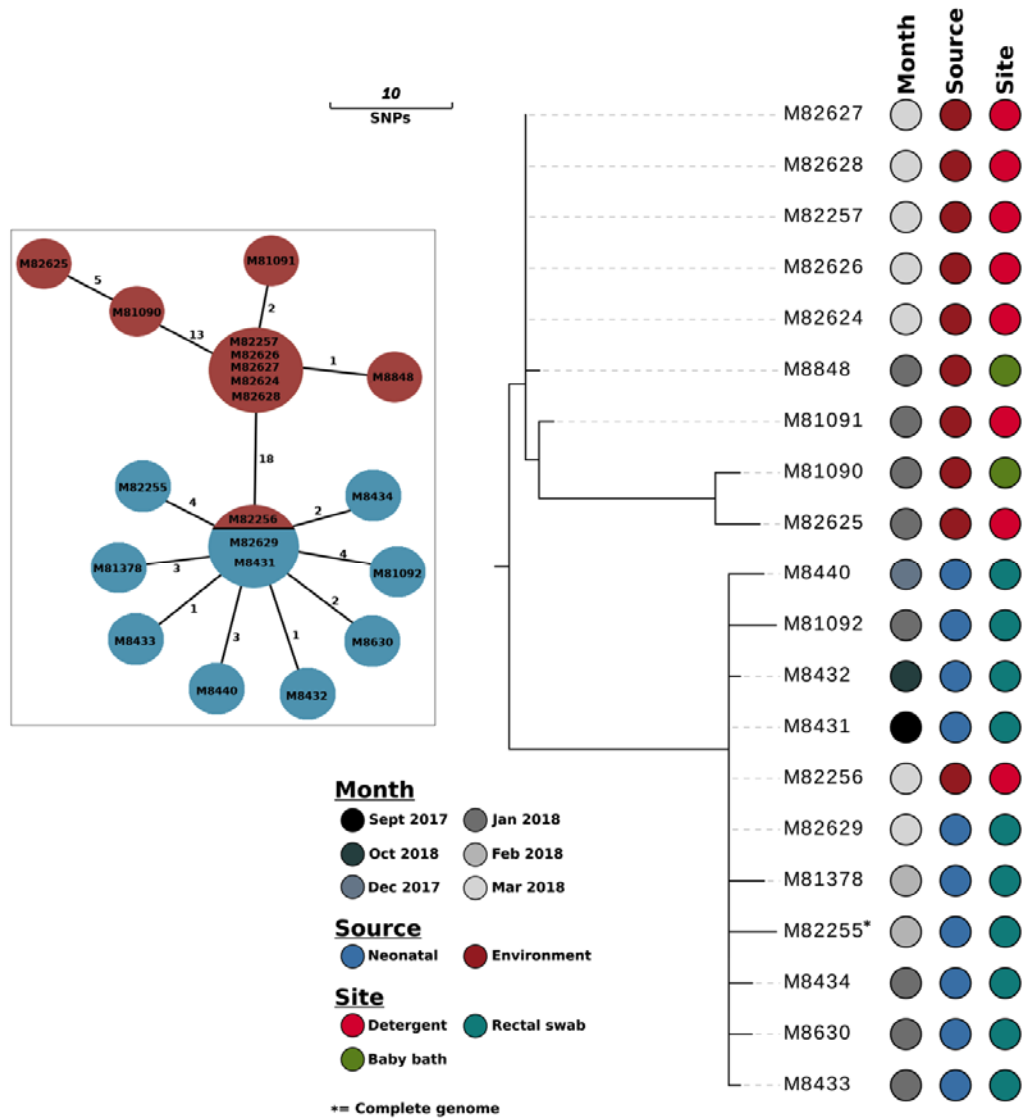 Month
Source
Site
10
SNPs
M82627
M82628
M82257
M82626
M82624
M8848
M81091
M81090
M82625
M8440
M81092
M8432
M8431
M82256
M82629
M81378
M82255*
M8434
M8630
M8433
M82625
5
M81090
13
M81091
2
M82257
M82626
M82627
M82624
M82628
1
M8848
18
M82255
4
M82256
M82629
M8431
2
M8434
M81378
3
4
M81092
M8433
1
3
M8440
1
M8432
2
M8630
Month
Sept 2017
Jan 2018
Oct 2018
Feb 2018
Dec 2017
Mar 2018
Source
Neonatal
Environment
Site
Detergent
Rectal swab
Baby bath
*= Complete genome